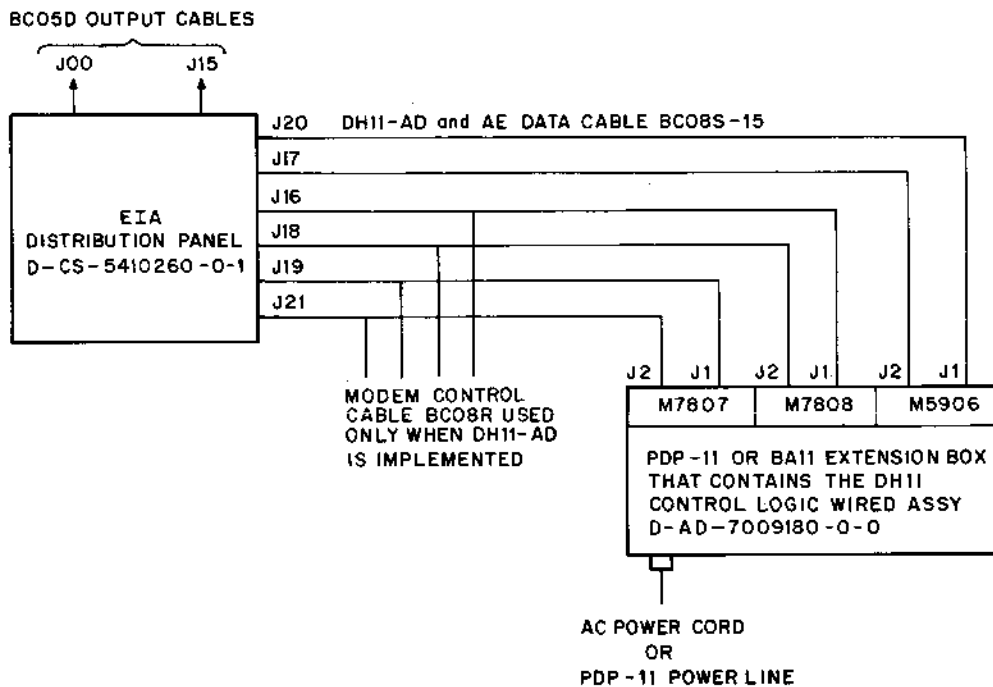 BC05D OUTPUT CABLES
J00 J15
J20 DH11-AD and AE DATA CABLE BC08S-15
J17
J16
J18
J19
J21
EIA
DISTRIBUTION PANEL
D-CS-5410260-0-1
MODEM CONTROL
CABLE BC08R USED
ONLY WHEN DH11-AD
IS IMPLEMENTED
J2 J1 J2 J1 J2 J1
M7807 M7808 M5906
PDP-11 OR BA11 EXTENSION BOX
THAT CONTAINS THE DH11
CONTROL LOGIC WIRED ASSY
D-AD-7009180-0-0
AC POWER CORD
OR
PDP-11 POWER LINE